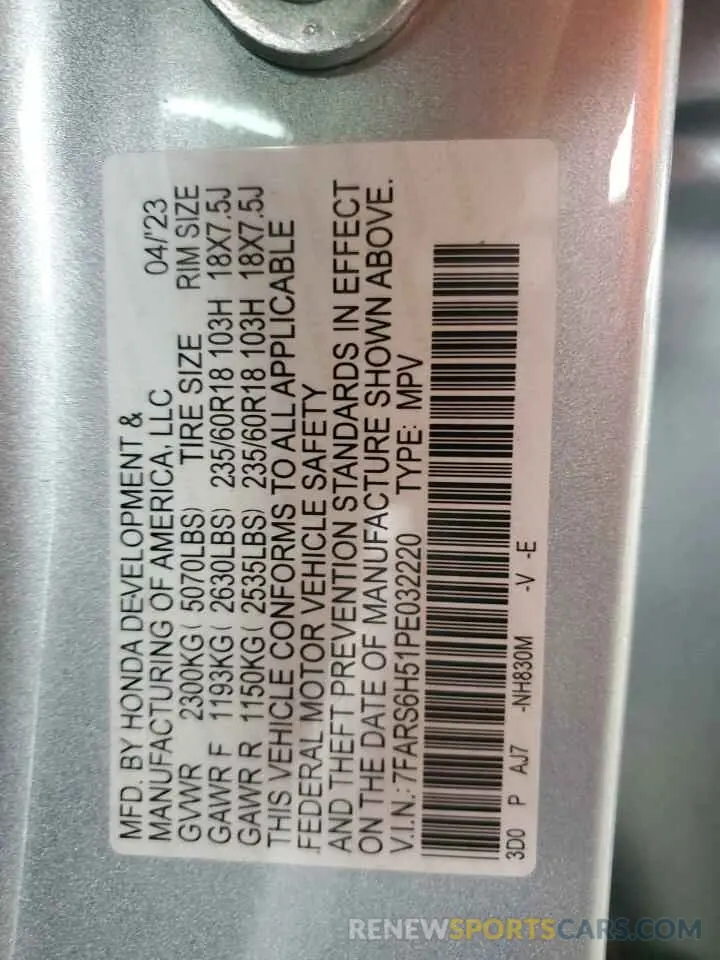 MFD. BY HONDA DEVELOPMENT &
MANUFACTURING OF AMERICA, LLC 04/'23
GVWR 2300KG( 5070LBS) TIRE SIZE RIM SIZE
GAWR F 1193KG( 2630LBS) 235/60R18 103H 18X7.5J
GAWR R 1150KG( 2535LBS) 235/60R18 103H 18X7.5J
THIS VEHICLE CONFORMS TO ALL APPLICABLE
FEDERAL MOTOR VEHICLE SAFETY
AND THEFT PREVENTION STANDARDS IN EFFECT
ON THE DATE OF MANUFACTURE SHOWN ABOVE.
V.I.N.: 7FARS6H51PE032220 TYPE: MPV
3D0 P AJ7 -NH830M -V -E
RENEWSPORTSCARS.COM